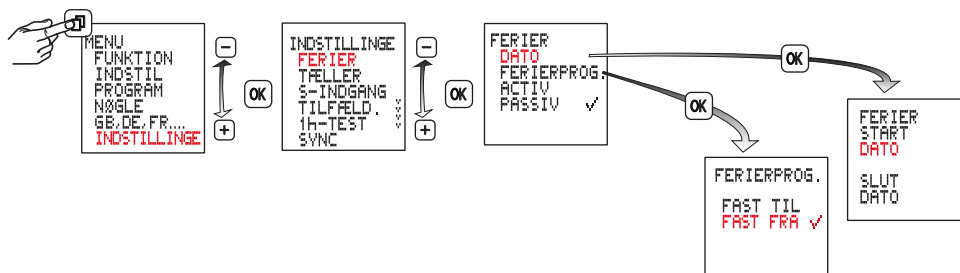 MENU
FUNKTION
INDSTIL
PROGRAM
NØGLE
GB,DE,FR....
INDSTILLINGE
OK
INDSTILLINGE
FERIER
TÆLLER
S-INDGANG
TILFÆLD.
1h-TEST
SYNC
OK
FERIER
DATO
FERIERPROG.
ACTIV
PASSIV ✓
OK
OK
FERIERPROG.
FAST TIL
FAST FRA ✓
FERIER
START
DATO
SLUT
DATO